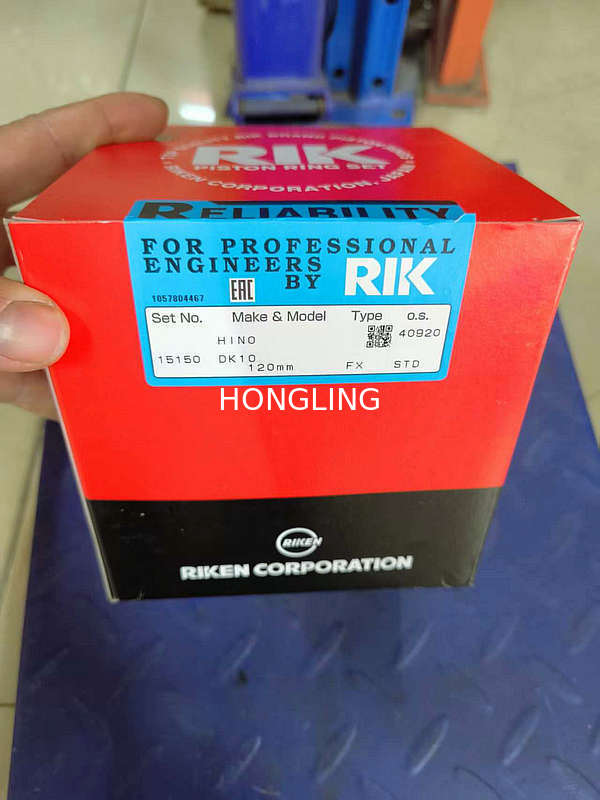 RIK
PISTON RING SET
RIKEN CORPORATION, JAPAN
RELIABILITY
FOR PROFESSIONAL
ENGINEERS
BY RIK
1057804467 EAC
Set No. Make & Model Type o.s.
HINO 40920
15150 DK10 120mm FX STD
HONGLING
RIKEN
RIKEN CORPORATION